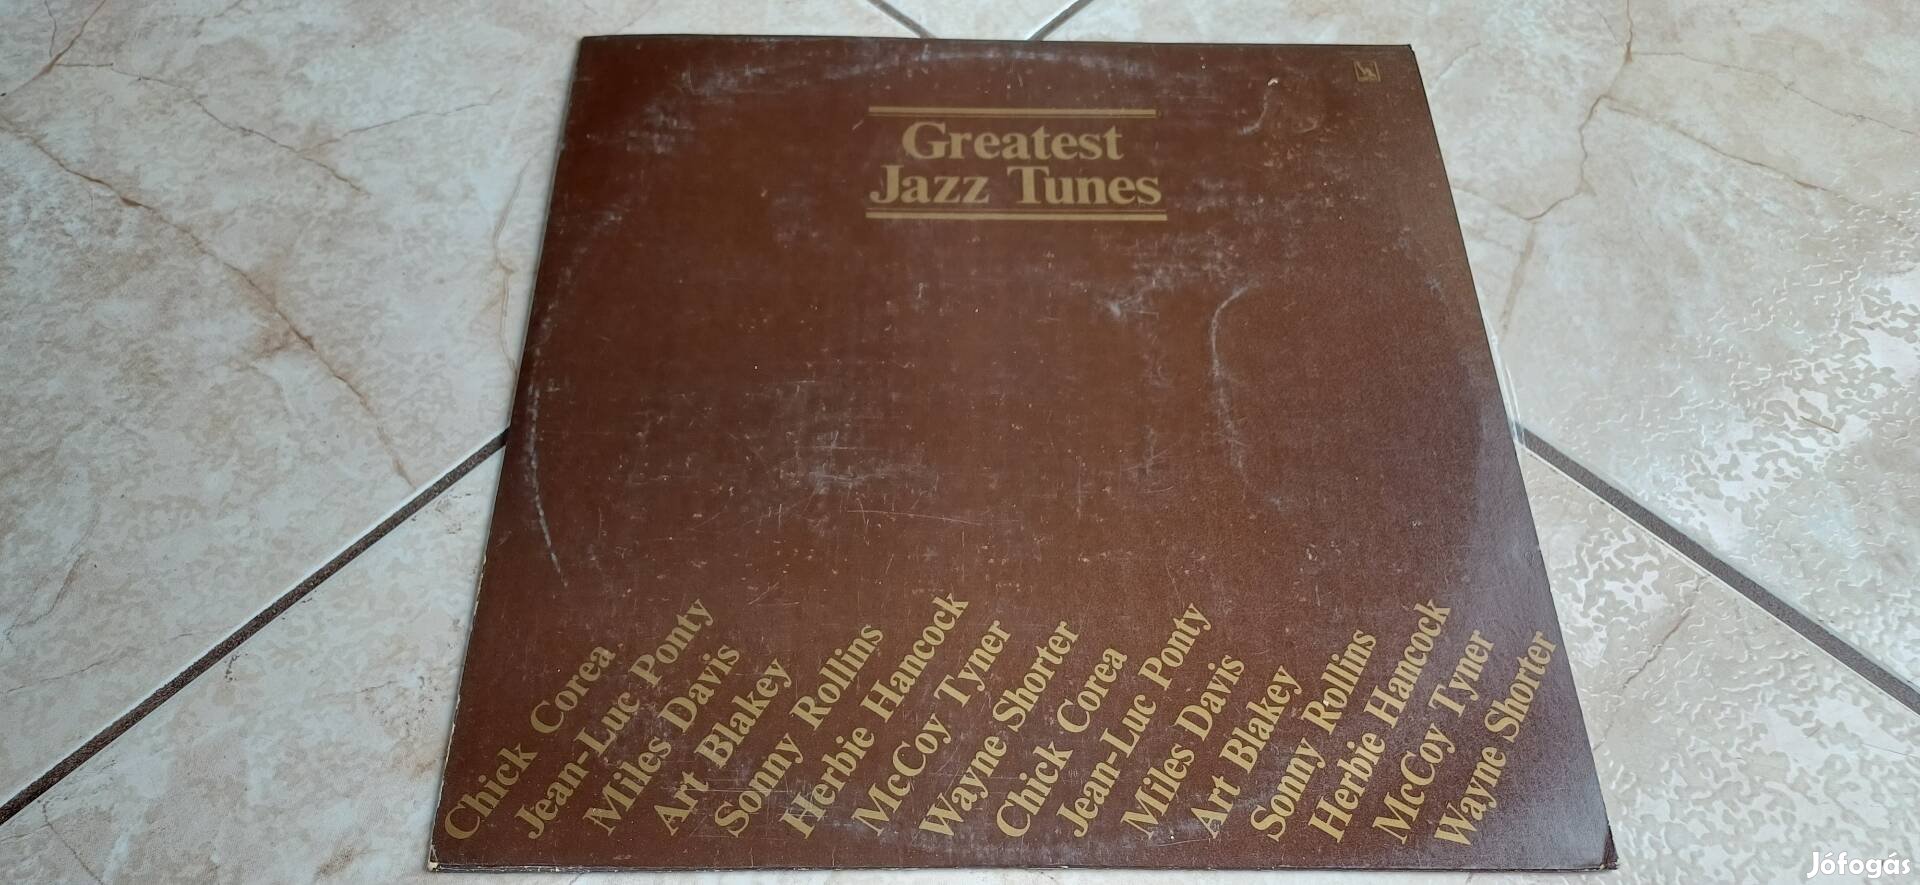 Greatest
Jazz Tunes
Chick Corea
Jean-Luc Ponty
Miles Davis
Art Blakey
Sonny Rollins
Herbie Hancock
McCoy Tyner
Wayne Shorter
Chick Corea
Jean-Luc Ponty
Miles Davis
Art Blakey
Sonny Rollins
Herbie Hancock
McCoy Tyner
Wayne Shorter
Jófogás